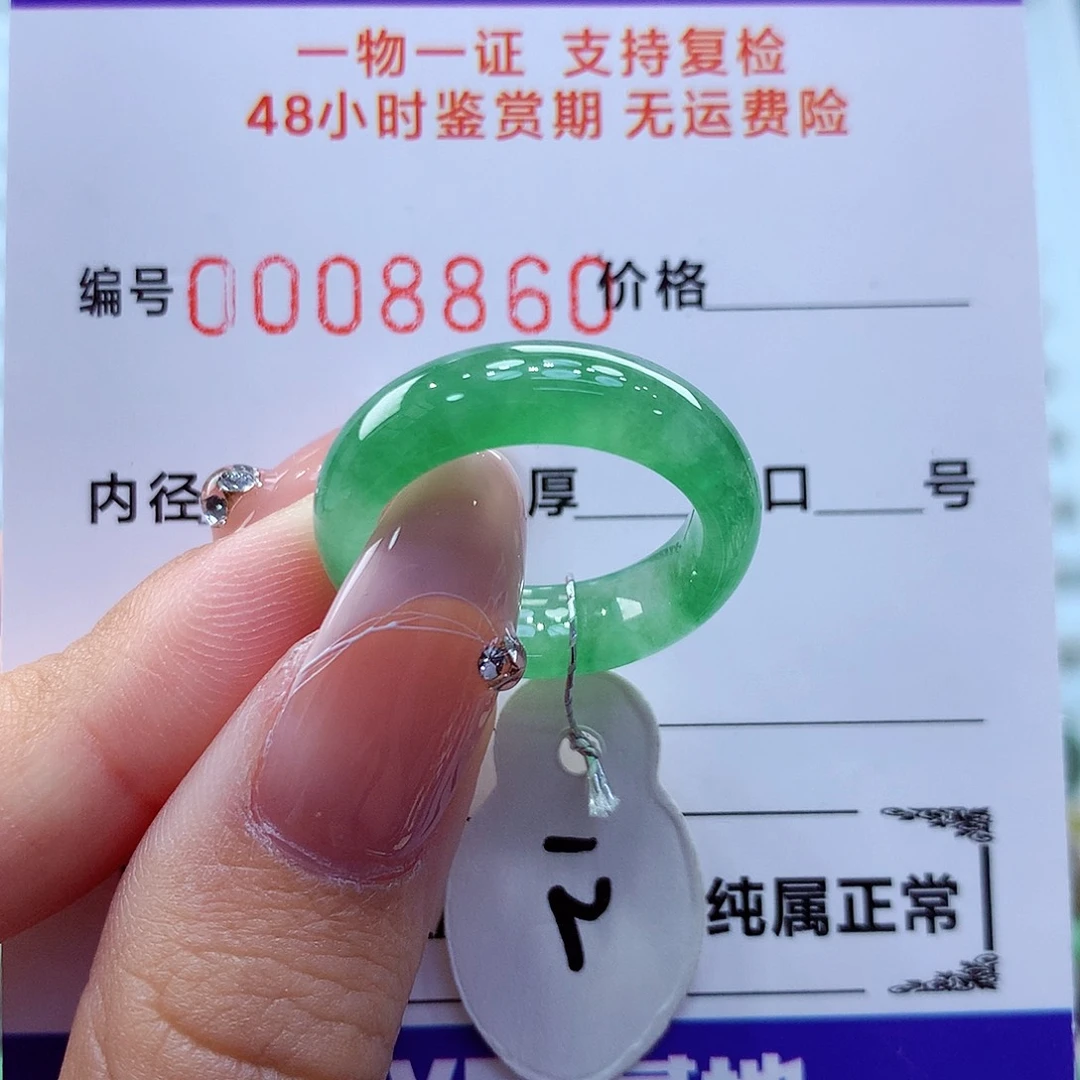 一物一证 支持复检
48小时鉴赏期 无运费险
编号 0008860 价格
内径 厚 口 号
纯属正常